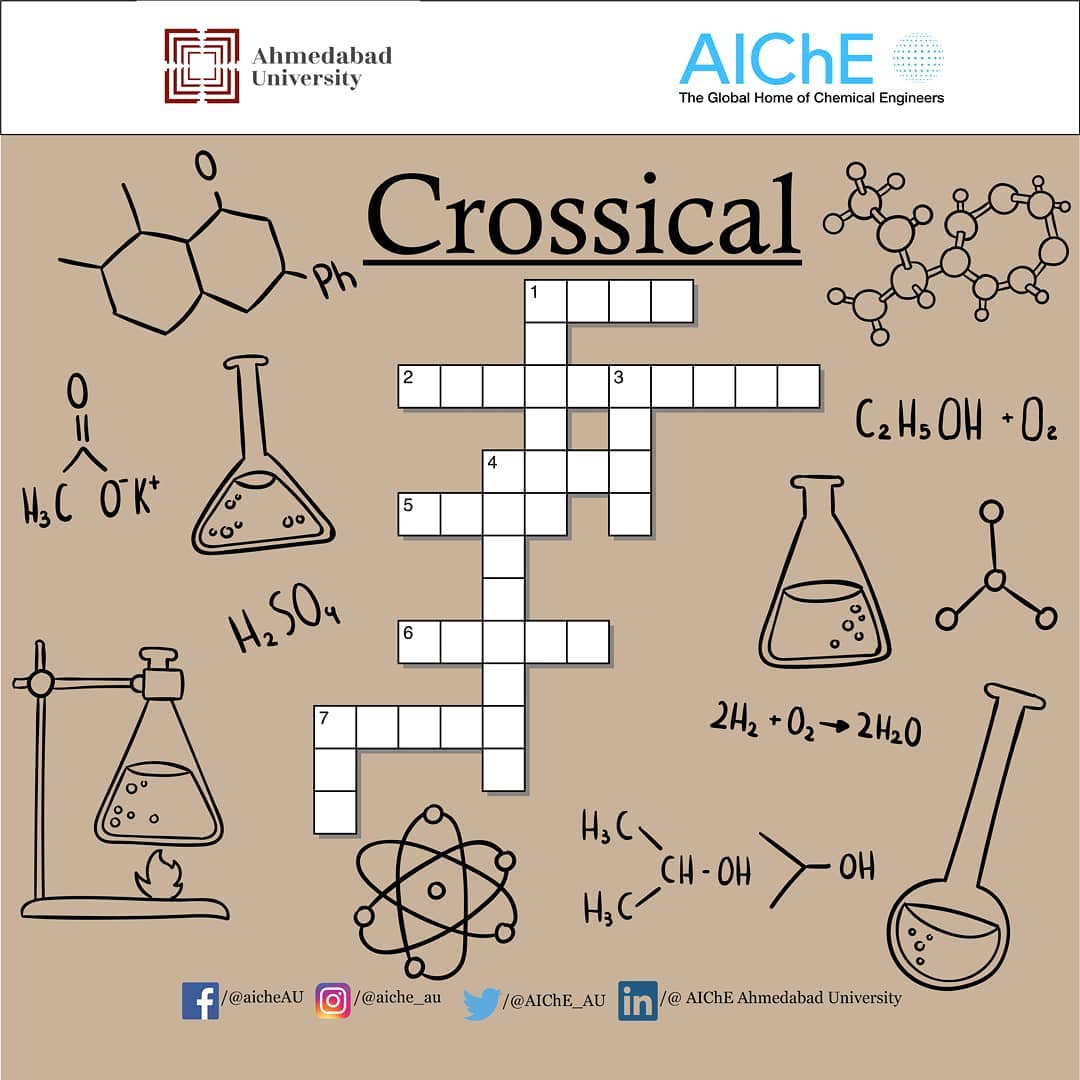 Ahmedabad
University
AIChE
The Global Home of Chemical Engineers
Crossical
O
Ph
1
2
3
4
5
6
7
O
H₃C O⁻K⁺
C₂H₅OH + O₂
H₂SO₄
2H₂ + O₂ → 2H₂O
H₃C
CH-OH
H₃C
OH
/@aicheAU
/@aiche_au
/@AIChE_AU
in /@ AIChE Ahmedabad University